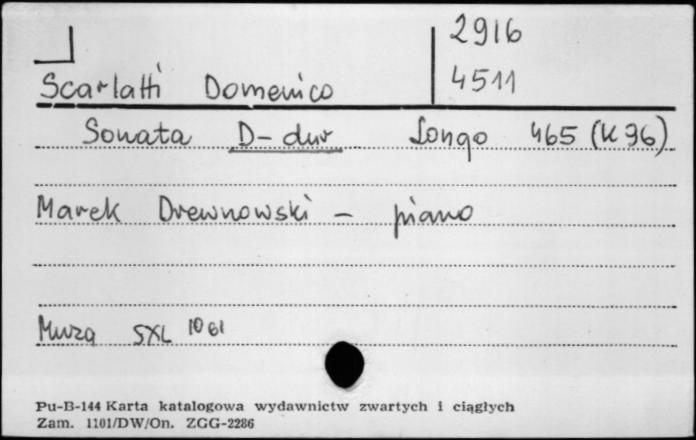 2916
4511
Scarlatti Domenico
Sonata D-dur Longo 465 (K 96)
Marek Drewnowski - piano
Muza SXL 1061
Pu-B-144 Karta katalogowa wydawnictw zwartych i ciągłych
Zam. 1101/DW/On. ZGG-2286